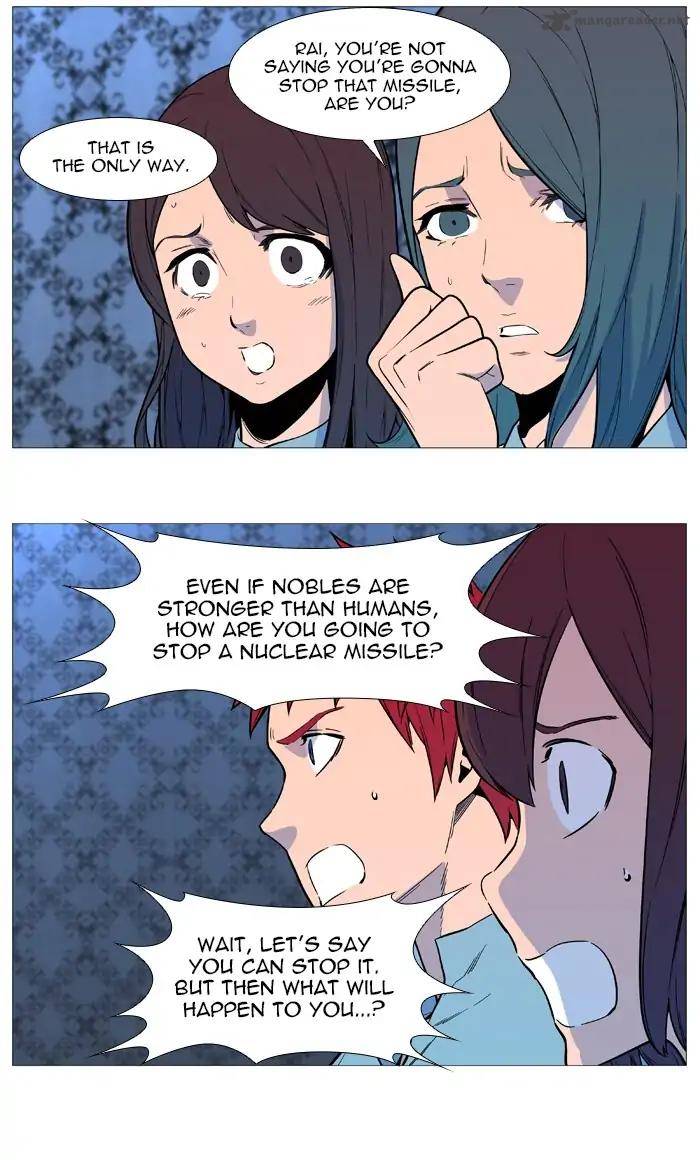 mangareader.net
RAI, YOU'RE NOT
SAYING YOU'RE GONNA
STOP THAT MISSILE,
ARE YOU?
THAT IS
THE ONLY WAY.
EVEN IF NOBLES ARE
STRONGER THAN HUMANS,
HOW ARE YOU GOING TO
STOP A NUCLEAR MISSILE?
WAIT, LET'S SAY
YOU CAN STOP IT.
BUT THEN WHAT WILL
HAPPEN TO YOU...?